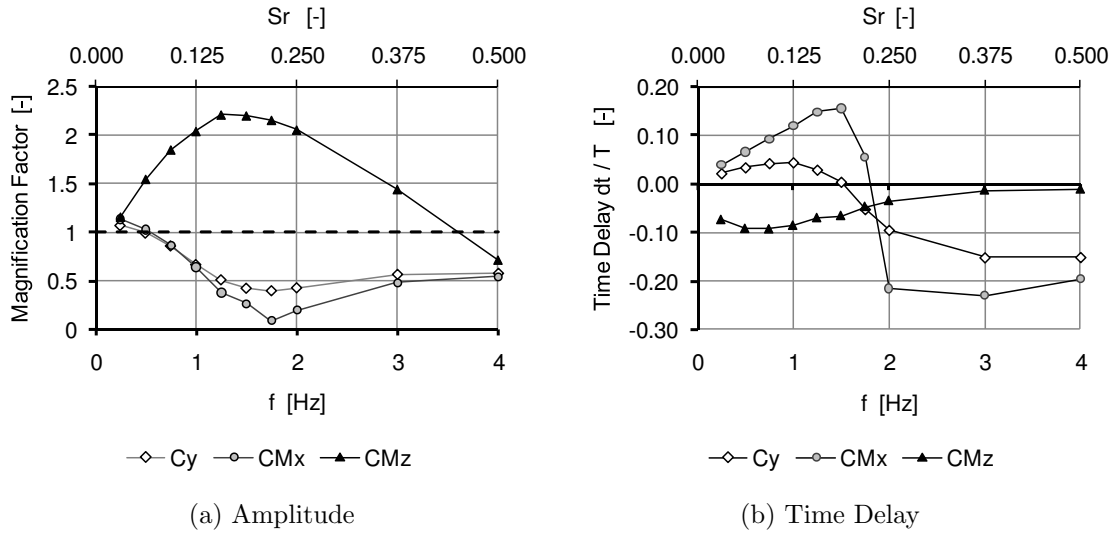 Sr [-]
0.000 0.125 0.250 0.375 0.500
Magnification Factor [-]
2.5
2
1.5
1
0.5
0
0 1 2 3 4
f [Hz]
Cy CMx CMz
(a) Amplitude
Sr [-]
0.000 0.125 0.250 0.375 0.500
Time Delay dt / T [-]
0.20
0.10
0.00
-0.10
-0.20
-0.30
0 1 2 3 4
f [Hz]
Cy CMx CMz
(b) Time Delay